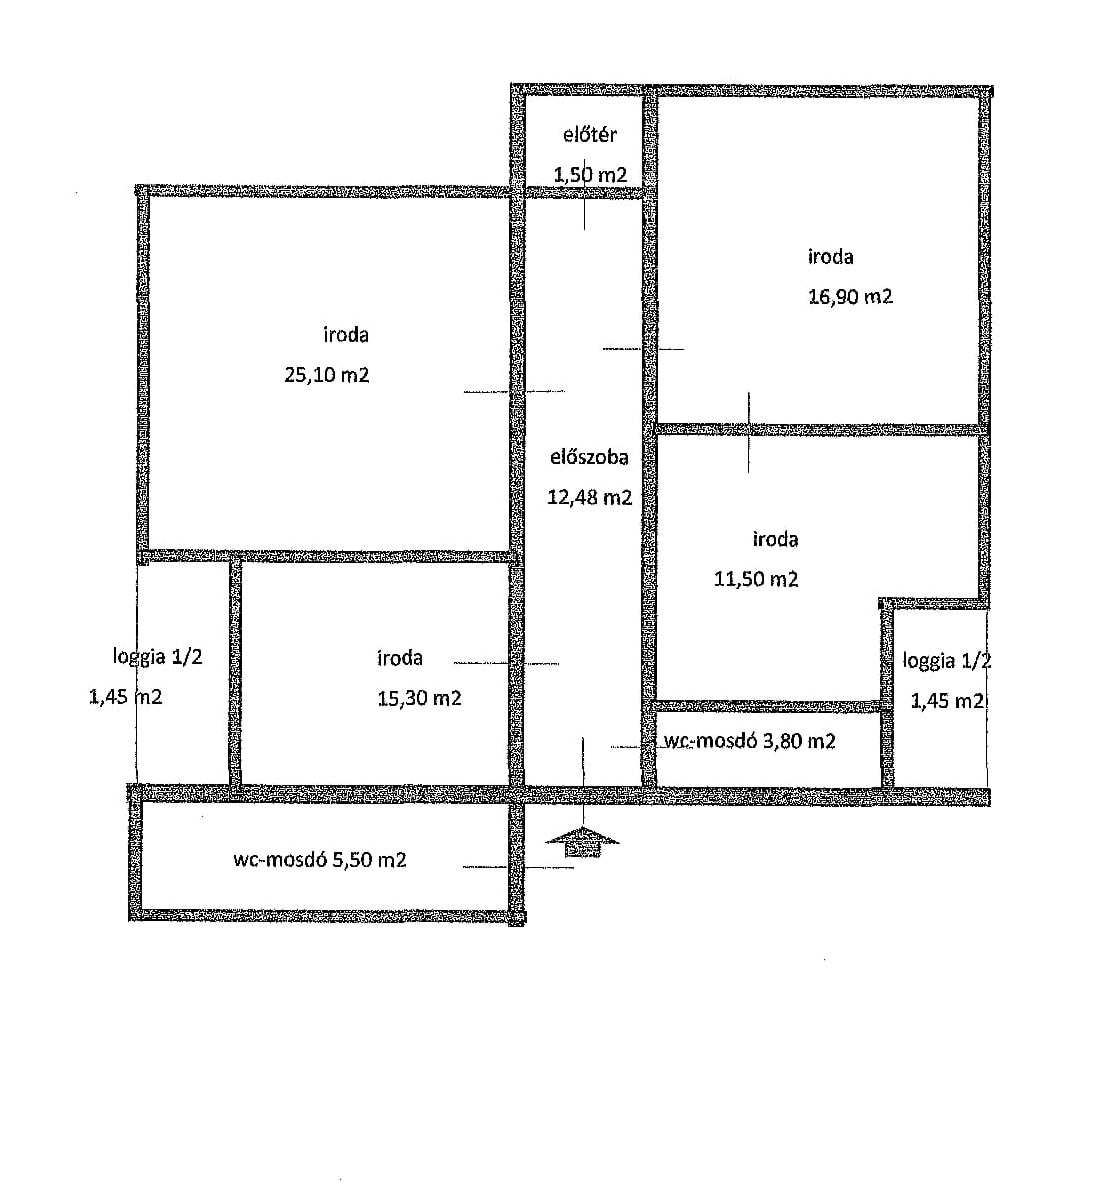 előtér
1,50 m2
iroda
16,90 m2
iroda
25,10 m2
előszoba
12,48 m2
iroda
11,50 m2
loggia 1/2
1,45 m2
iroda
15,30 m2
loggia 1/2
1,45 m2
wc-mosdó 3,80 m2
wc-mosdó 5,50 m2